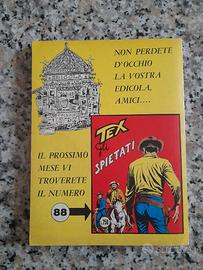 NON PERDETE
D'OCCHIO
LA VOSTRA
EDICOLA,
AMICI....
TEX
SPIETATI
IL PROSSIMO
MESE VI
TROVERETE
IL NUMERO
88